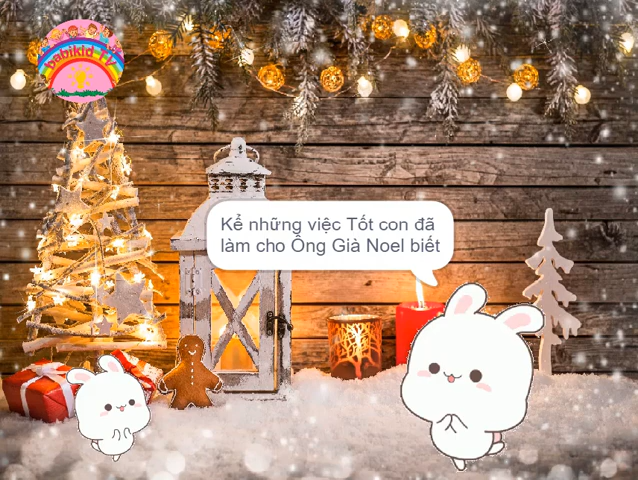 babikid TV
Kể những việc Tốt con đã
làm cho Ông Già Noel biết